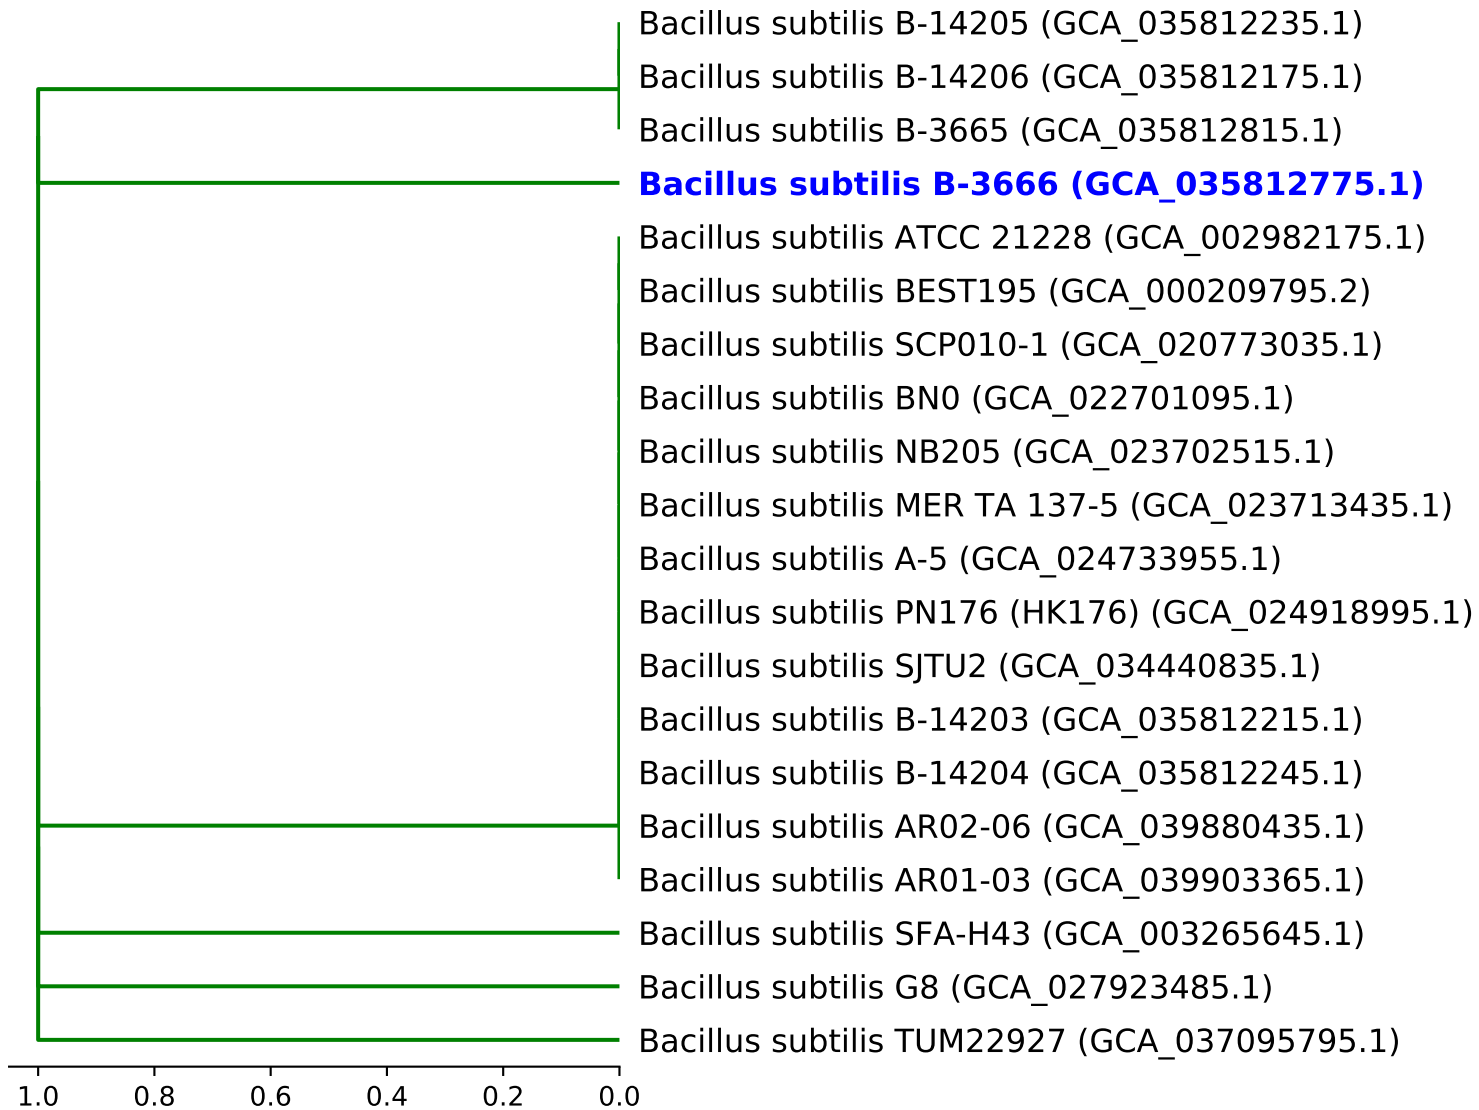 Bacillus subtilis B-14205 (GCA_035812235.1)
Bacillus subtilis B-14206 (GCA_035812175.1)
Bacillus subtilis B-3665 (GCA_035812815.1)
Bacillus subtilis B-3666 (GCA_035812775.1)
Bacillus subtilis ATCC 21228 (GCA_002982175.1)
Bacillus subtilis BEST195 (GCA_000209795.2)
Bacillus subtilis SCP010-1 (GCA_020773035.1)
Bacillus subtilis BN0 (GCA_022701095.1)
Bacillus subtilis NB205 (GCA_023702515.1)
Bacillus subtilis MER TA 137-5 (GCA_023713435.1)
Bacillus subtilis A-5 (GCA_024733955.1)
Bacillus subtilis PN176 (HK176) (GCA_024918995.1)
Bacillus subtilis SJTU2 (GCA_034440835.1)
Bacillus subtilis B-14203 (GCA_035812215.1)
Bacillus subtilis B-14204 (GCA_035812245.1)
Bacillus subtilis AR02-06 (GCA_039880435.1)
Bacillus subtilis AR01-03 (GCA_039903365.1)
Bacillus subtilis SFA-H43 (GCA_003265645.1)
Bacillus subtilis G8 (GCA_027923485.1)
Bacillus subtilis TUM22927 (GCA_037095795.1)
1.0 0.8 0.6 0.4 0.2 0.0